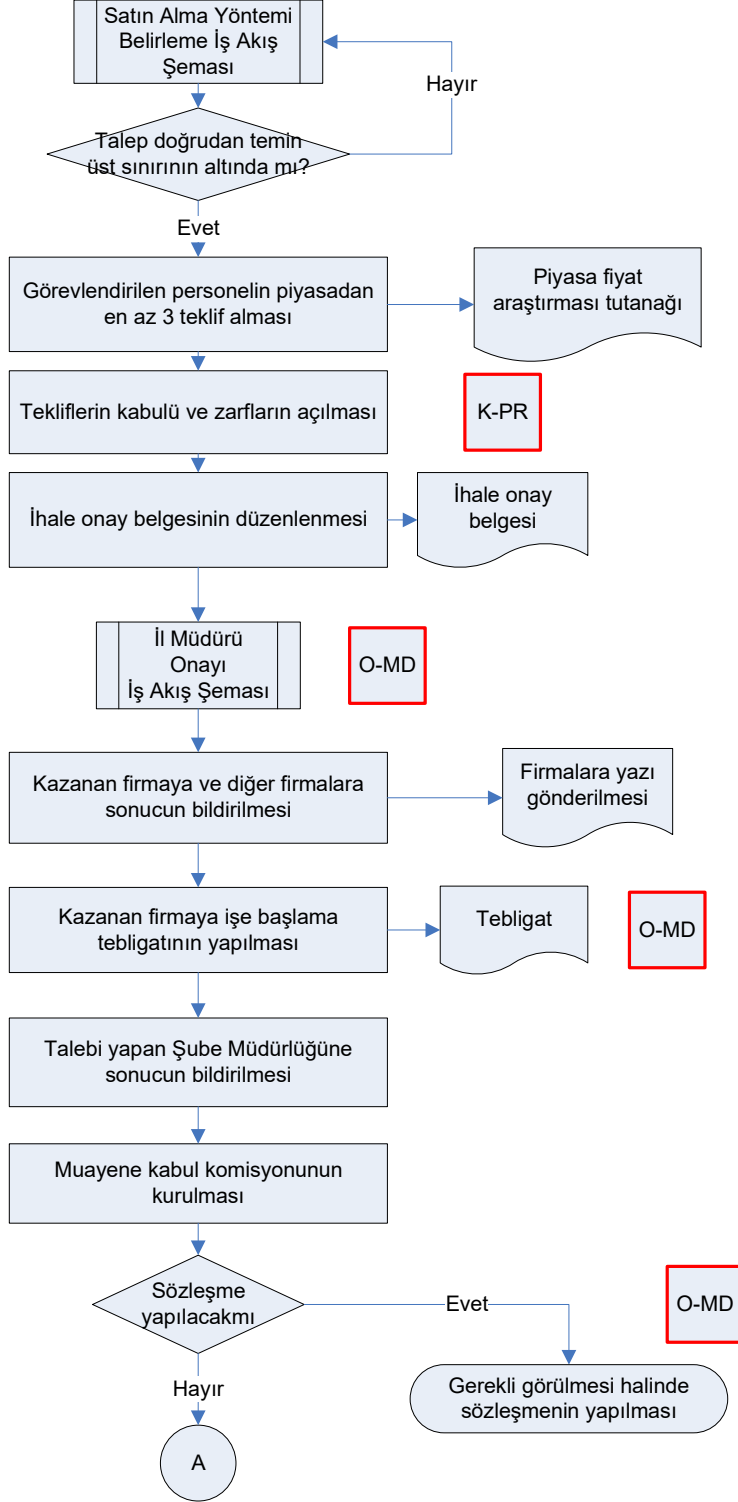 Satın Alma Yöntemi
Belirleme İş Akış
Şeması
Hayır
Talep doğrudan temin
üst sınırının altında mı?
Evet
Görevlendirilen personelin piyasadan
en az 3 teklif alması
Piyasa fiyat
araştırması tutanağı
Tekliflerin kabulü ve zarfların açılması
K-PR
İhale onay belgesinin düzenlenmesi
İhale onay
belgesi
İl Müdürü
Onayı
İş Akış Şeması
O-MD
Kazanan firmaya ve diğer firmalara
sonucun bildirilmesi
Firmalara yazı
gönderilmesi
Kazanan firmaya işe başlama
tebligatının yapılması
Tebligat
O-MD
Talebi yapan Şube Müdürlüğüne
sonucun bildirilmesi
Muayene kabul komisyonunun
kurulması
Sözleşme
yapılacakmı
Evet
O-MD
Hayır
Gerekli görülmesi halinde
sözleşmenin yapılması
A